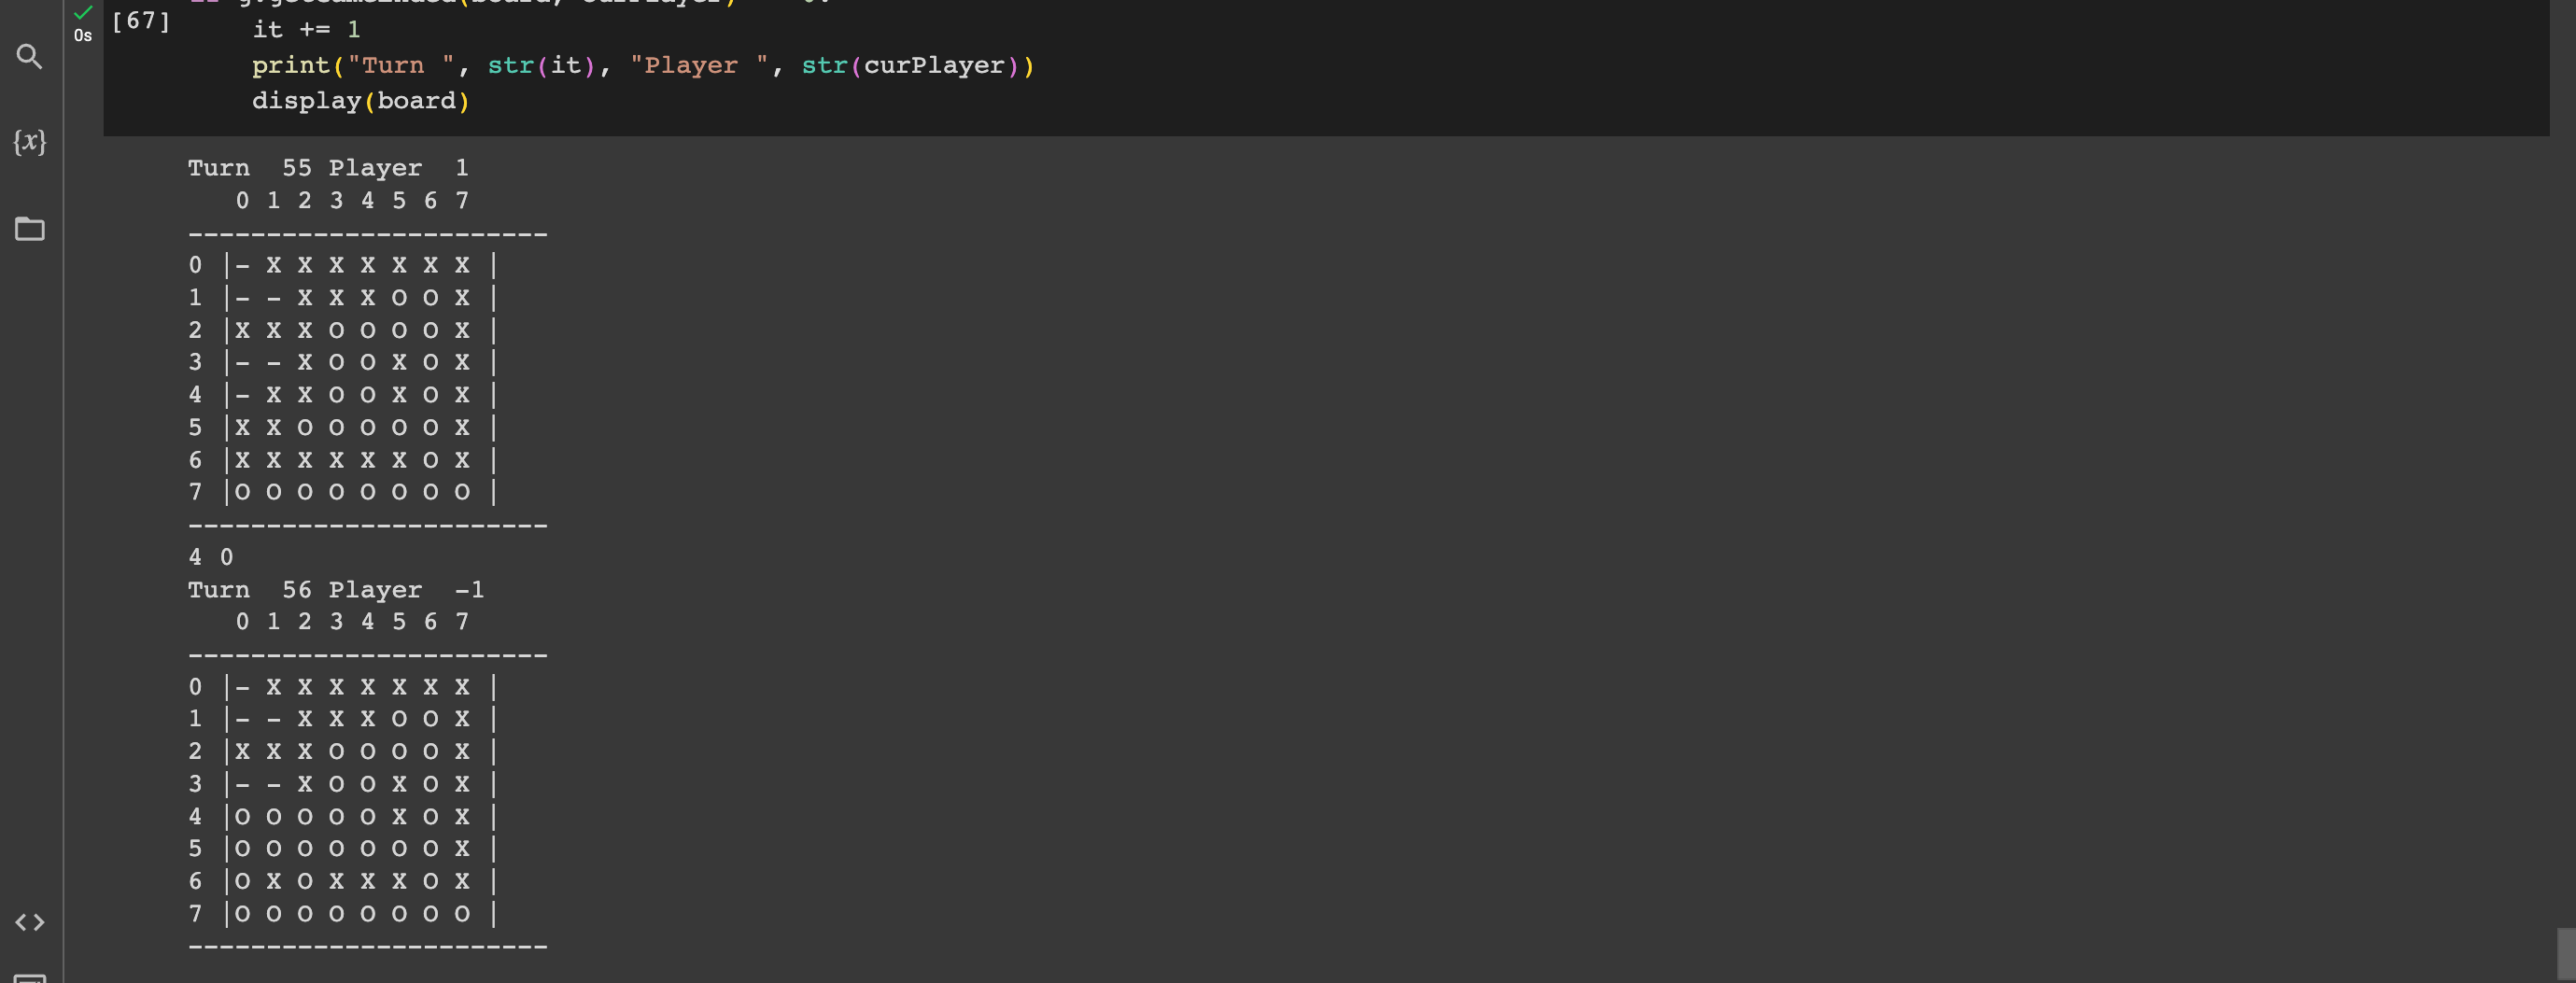 [67]
0s
it += 1
print("Turn ", str(it), "Player ", str(curPlayer))
display(board)
{x}
Turn  55 Player  1
    0 1 2 3 4 5 6 7
-----------------------
0 |- X X X X X X X |
1 |- - X X X O O X |
2 |X X X O O O O X |
3 |- - X O O X O X |
4 |- X X O O X O X |
5 |X X O O O O O X |
6 |X X X X X X O X |
7 |O O O O O O O O |
-----------------------
4 0
Turn  56 Player  -1
    0 1 2 3 4 5 6 7
-----------------------
0 |- X X X X X X X |
1 |- - X X X O O X |
2 |X X X O O O O X |
3 |- - X O O X O X |
4 |O O O O O X O X |
5 |O O O O O O O X |
6 |O X O X X X O X |
7 |O O O O O O O O |
-----------------------